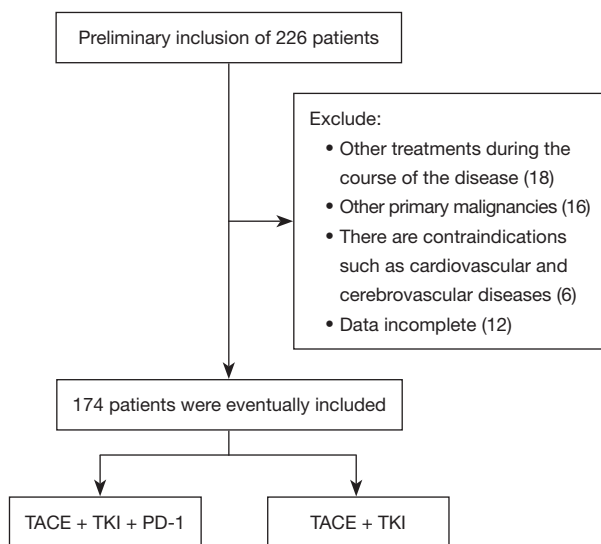 Preliminary inclusion of 226 patients
Exclude:
• Other treatments during the
course of the disease (18)
• Other primary malignancies (16)
• There are contraindications
such as cardiovascular and
cerebrovascular diseases (6)
• Data incomplete (12)
174 patients were eventually included
TACE + TKI + PD-1
TACE + TKI